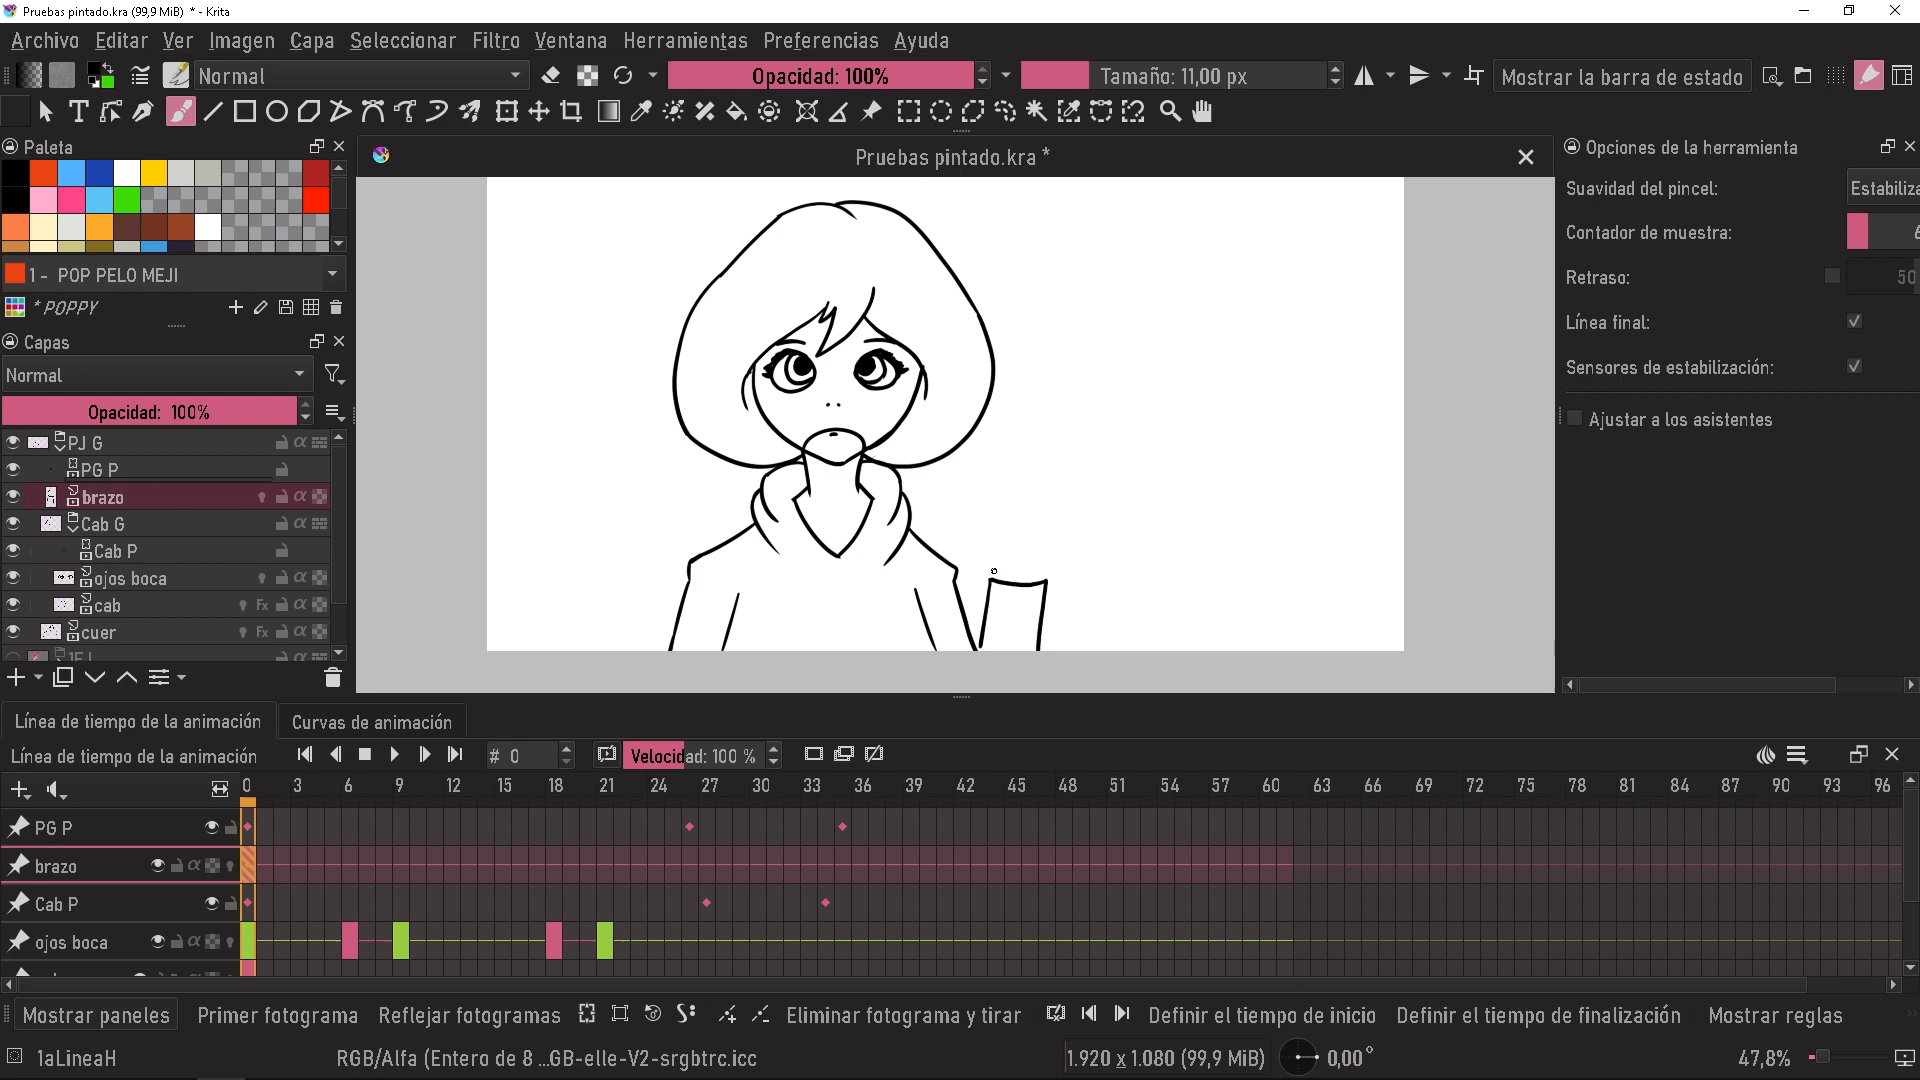 Pruebas pintado.kra (99,9 MiB) * - Krita
Archivo Editar Ver Imagen Capa Seleccionar Filtro Ventana Herramientas Preferencias Ayuda
Normal Opacidad: 100% Tamaño: 11,00 px Mostrar la barra de estado
Paleta
Pruebas pintado.kra *
Opciones de la herramienta
Suavidad del pincel: Estabiliza
Contador de muestra: 6
Retraso: 50
Línea final:
Sensores de estabilización:
Ajustar a los asistentes
1 - POP PELO MEJI
* POPPY
Capas
Normal
Opacidad: 100%
PJ G
PG P
brazo
Cab G
Cab P
ojos boca
Fx cab
Fx cuer
Línea de tiempo de la animación Curvas de animación
Línea de tiempo de la animación # 0 Velocidad: 100 %
0 3 6 9 12 15 18 21 24 27 30 33 36 39 42 45 48 51 54 57 60 63 66 69 72 75 78 81 84 87 90 93 96
PG P
brazo
Cab P
ojos boca
Mostrar paneles Primer fotograma Reflejar fotogramas Eliminar fotograma y tirar Definir el tiempo de inicio Definir el tiempo de finalización Mostrar reglas
1aLineaH RGB/Alfa (Entero de 8 ...GB-elle-V2-srgbtrc.icc 1.920 x 1.080 (99,9 MiB) 0,00° 47,8%